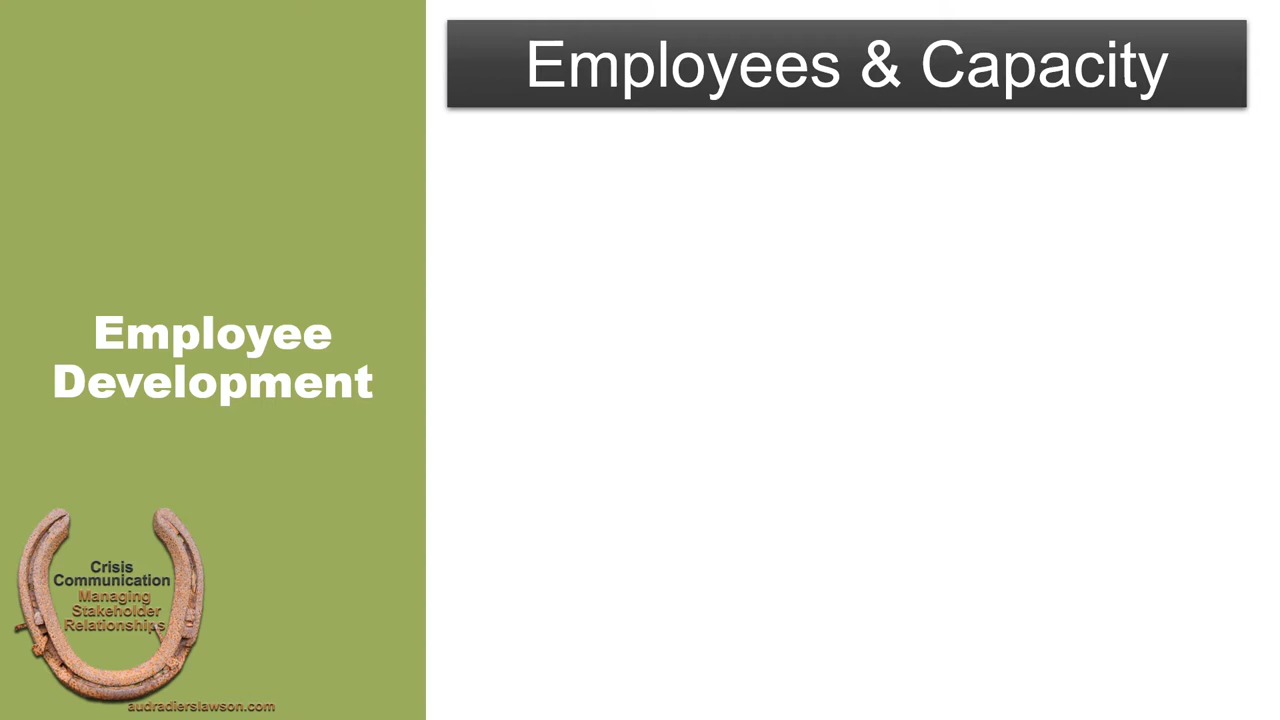 Employees & Capacity
Employee
Development
Crisis
Communication
Managing
Stakeholder
Relationships
audradierslawson.com